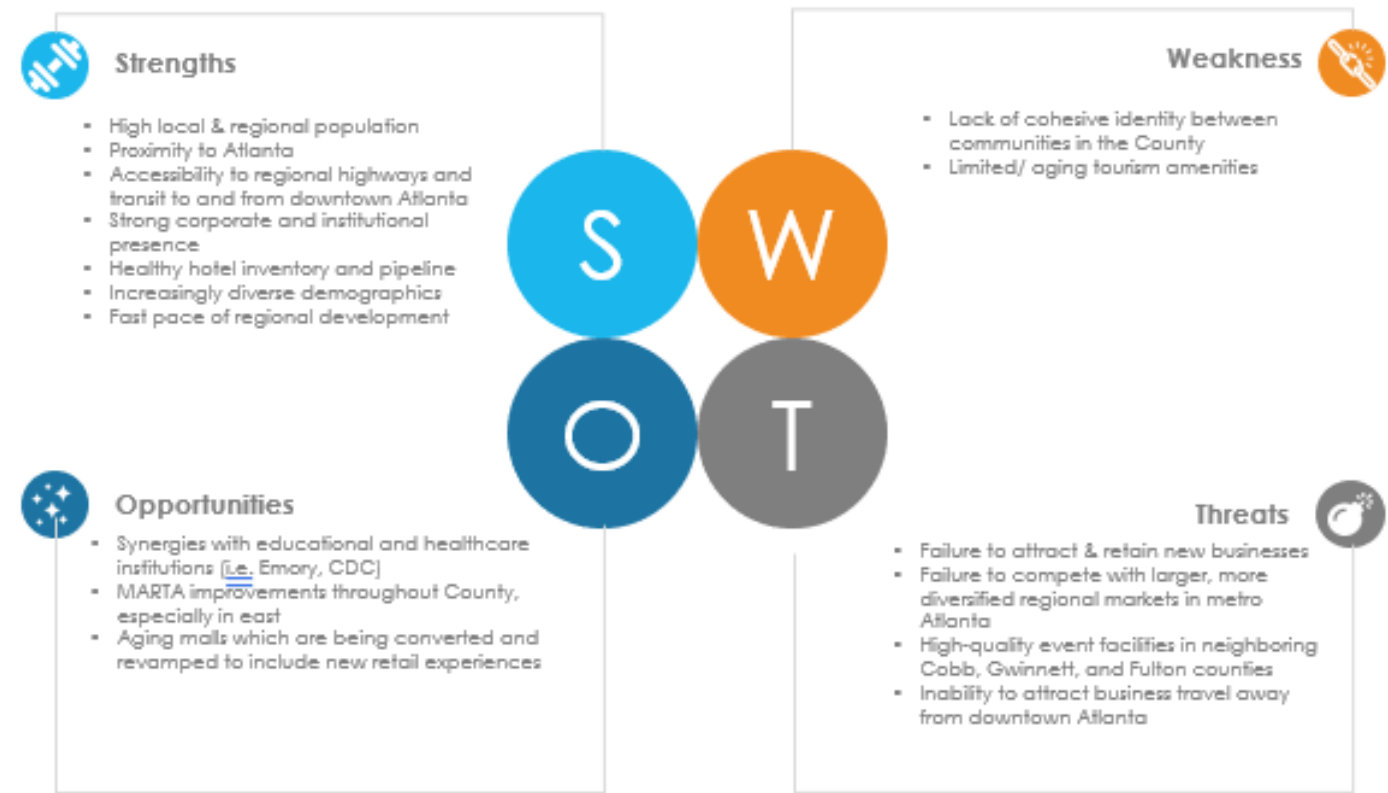 Strengths
▪ High local & regional population
▪ Proximity to Atlanta
▪ Accessibility to regional highways and
transit to and from downtown Atlanta
▪ Strong corporate and institutional
presence
▪ Healthy hotel inventory and pipeline
▪ Increasingly diverse demographics
▪ Fast pace of regional development
Weakness
▪ Lack of cohesive identity between
communities in the County
▪ Limited/ aging tourism amenities
S
W
O
T
Opportunities
▪ Synergies with educational and healthcare
institutions (i.e. Emory, CDC)
▪ MARTA improvements throughout County,
especially in east
▪ Aging malls which are being converted and
revamped to include new retail experiences
Threats
▪ Failure to attract & retain new businesses
▪ Failure to compete with larger, more
diversified regional markets in metro
Atlanta
▪ High-quality event facilities in neighboring
Cobb, Gwinnett, and Fulton counties
▪ Inability to attract business travel away
from downtown Atlanta